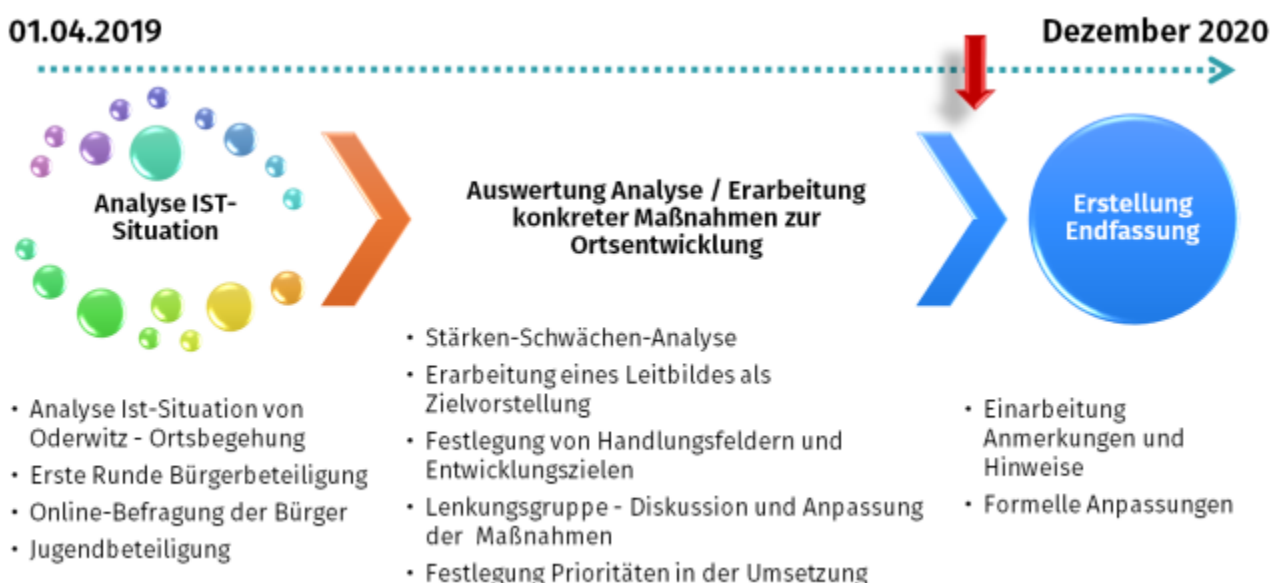 01.04.2019
Dezember 2020
Analyse IST-
Situation
Auswertung Analyse / Erarbeitung
konkreter Maßnahmen zur
Ortsentwicklung
Erstellung
Endfassung
• Analyse Ist-Situation von
Oderwitz - Ortsbegehung
• Erste Runde Bürgerbeteiligung
• Online-Befragung der Bürger
• Jugendbeteiligung
• Stärken-Schwächen-Analyse
• Erarbeitung eines Leitbildes als
Zielvorstellung
• Festlegung von Handlungsfeldern und
Entwicklungszielen
• Lenkungsgruppe - Diskussion und Anpassung
der Maßnahmen
• Festlegung Prioritäten in der Umsetzung
• Einarbeitung
Anmerkungen und
Hinweise
• Formelle Anpassungen